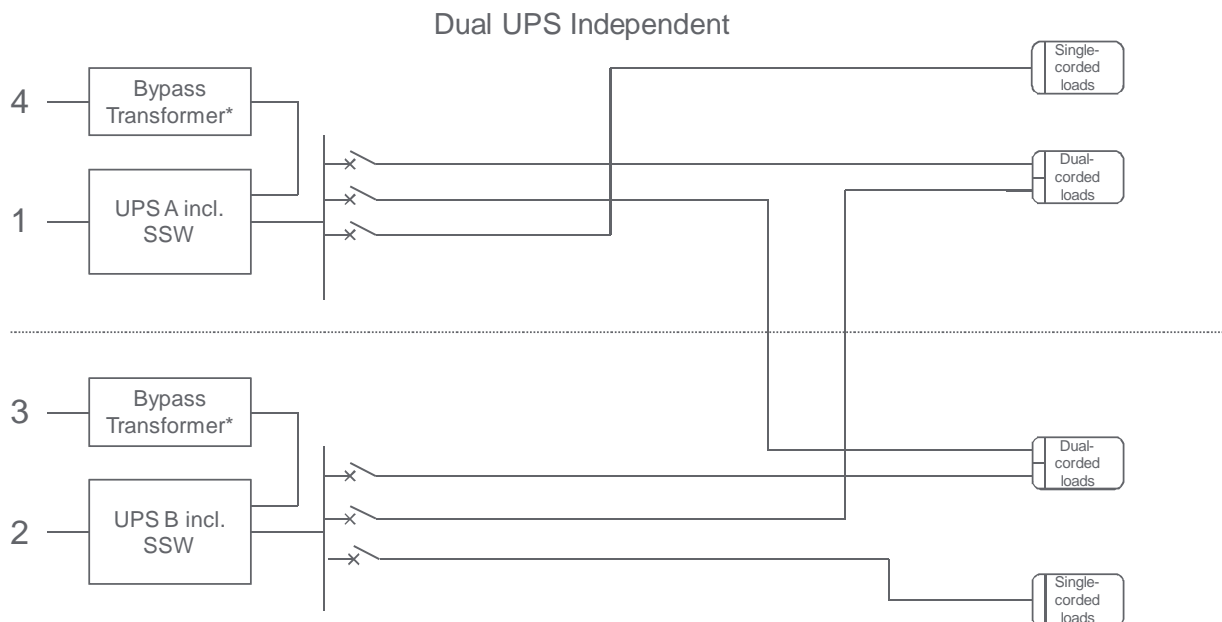 Dual UPS Independent
Single-
corded
loads
4
Bypass
Transformer*
Dual-
corded
loads
1
UPS A incl.
SSW
3
Bypass
Transformer*
Dual-
corded
loads
2
UPS B incl.
SSW
Single-
corded
loads